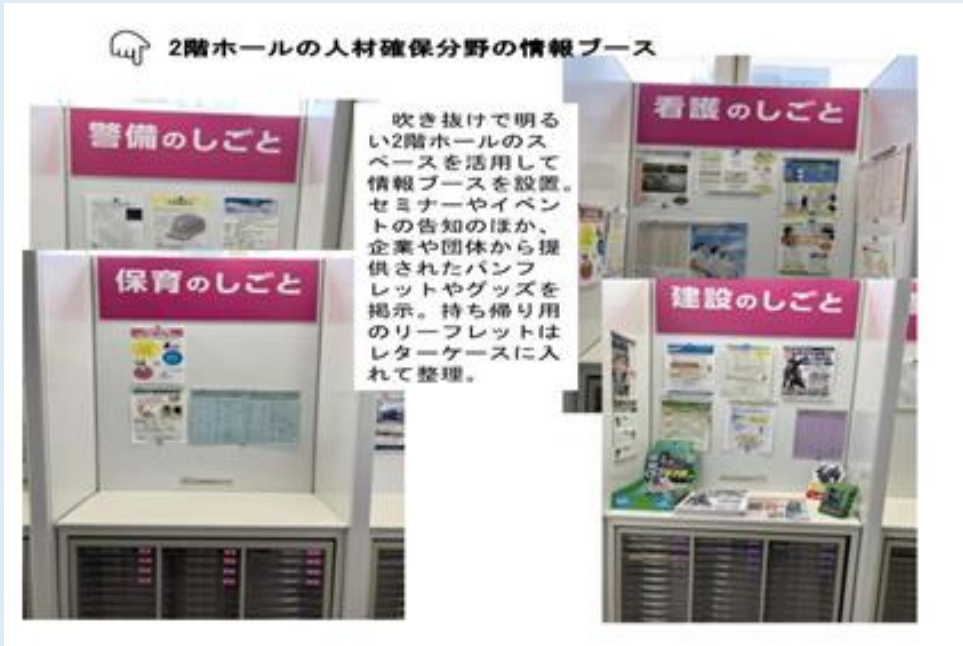 2階ホールの人材確保分野の情報ブース
警備のしごと
吹き抜けで明る
い2階ホールのス
ペースを活用して
情報ブースを設置。
セミナーやイベン
トの告知のほか、
企業や団体から提
供されたパンフ
レットやグッズを
掲示。持ち帰り用
のリーフレットは
レターケースに入
れて整理。
看護のしごと
保育のしごと
建設のしごと